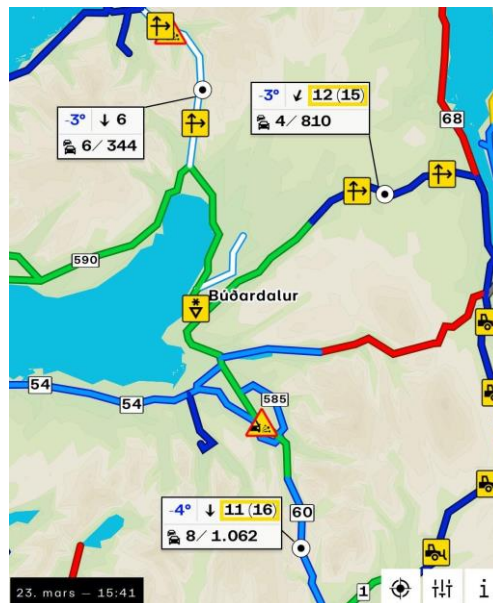 -3° ↓ 6
6/344
-3° ↙ 12 (15)
4/810
68
590
Búðardalur
54
54
585
-4° ↓ 11 (16)
8/1.062
60
1
23. mars – 15:41
i